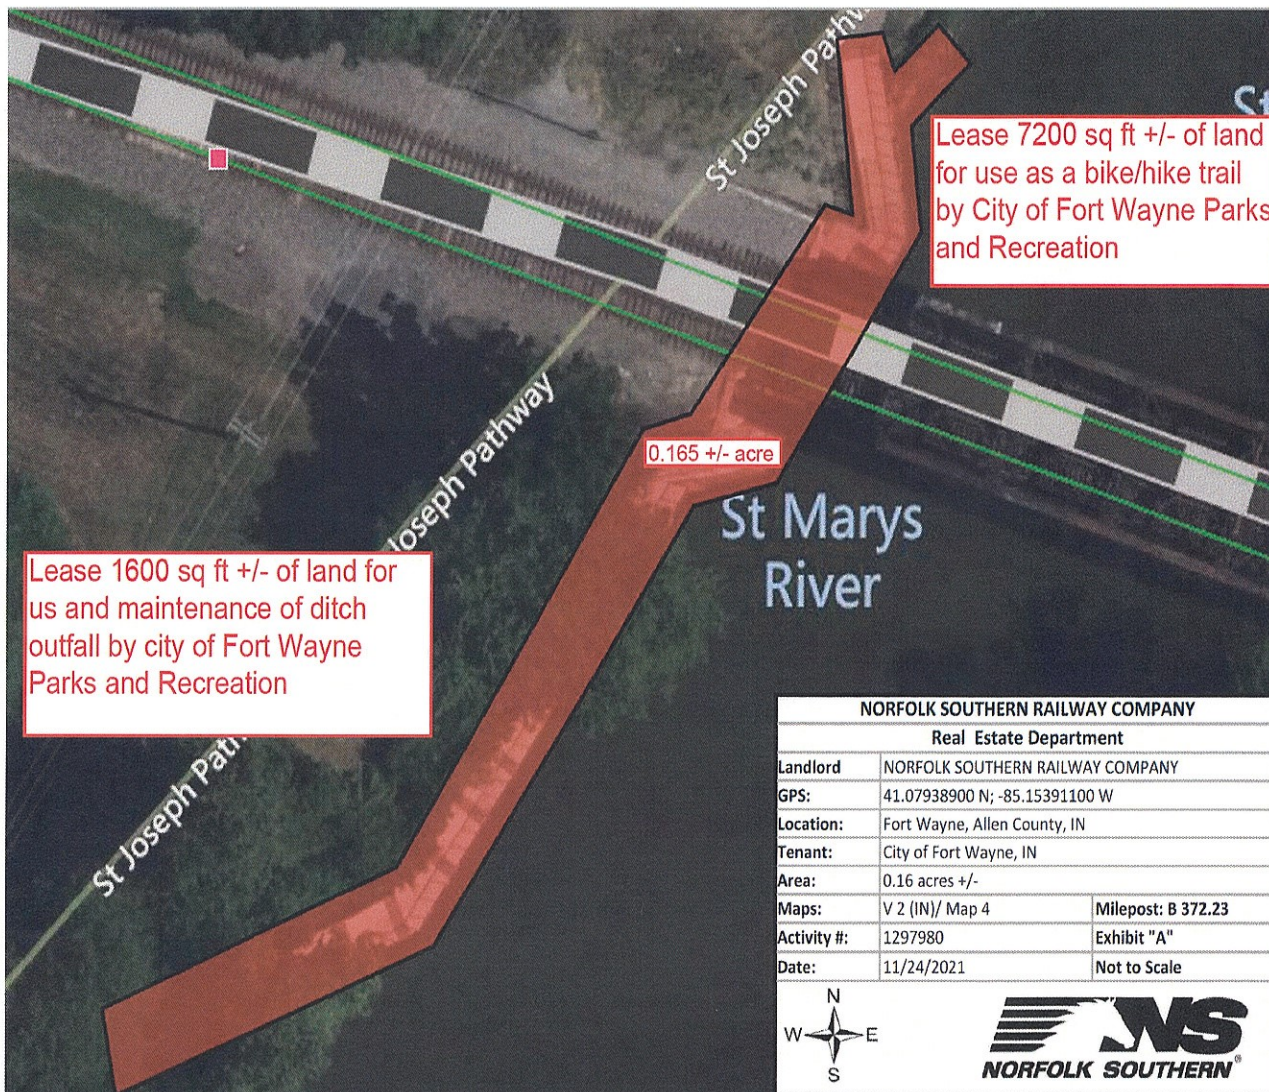 St Joseph Pathw
St
Lease 7200 sq ft +/- of land
for use as a bike/hike trail
by City of Fort Wayne Parks
and Recreation
0.165 +/- acre
St Marys
River
Joseph Pathway
Lease 1600 sq ft +/- of land for
us and maintenance of ditch
outfall by city of Fort Wayne
Parks and Recreation
St Joseph Path
NORFOLK SOUTHERN RAILWAY COMPANY
Real Estate Department
Landlord NORFOLK SOUTHERN RAILWAY COMPANY
GPS: 41.07938900 N; -85.15391100 W
Location: Fort Wayne, Allen County, IN
Tenant: City of Fort Wayne, IN
Area: 0.16 acres +/-
Maps: V 2 (IN)/ Map 4 Milepost: B 372.23
Activity #: 1297980 Exhibit "A"
Date: 11/24/2021 Not to Scale
N
W E
S
NS
NORFOLK SOUTHERN®